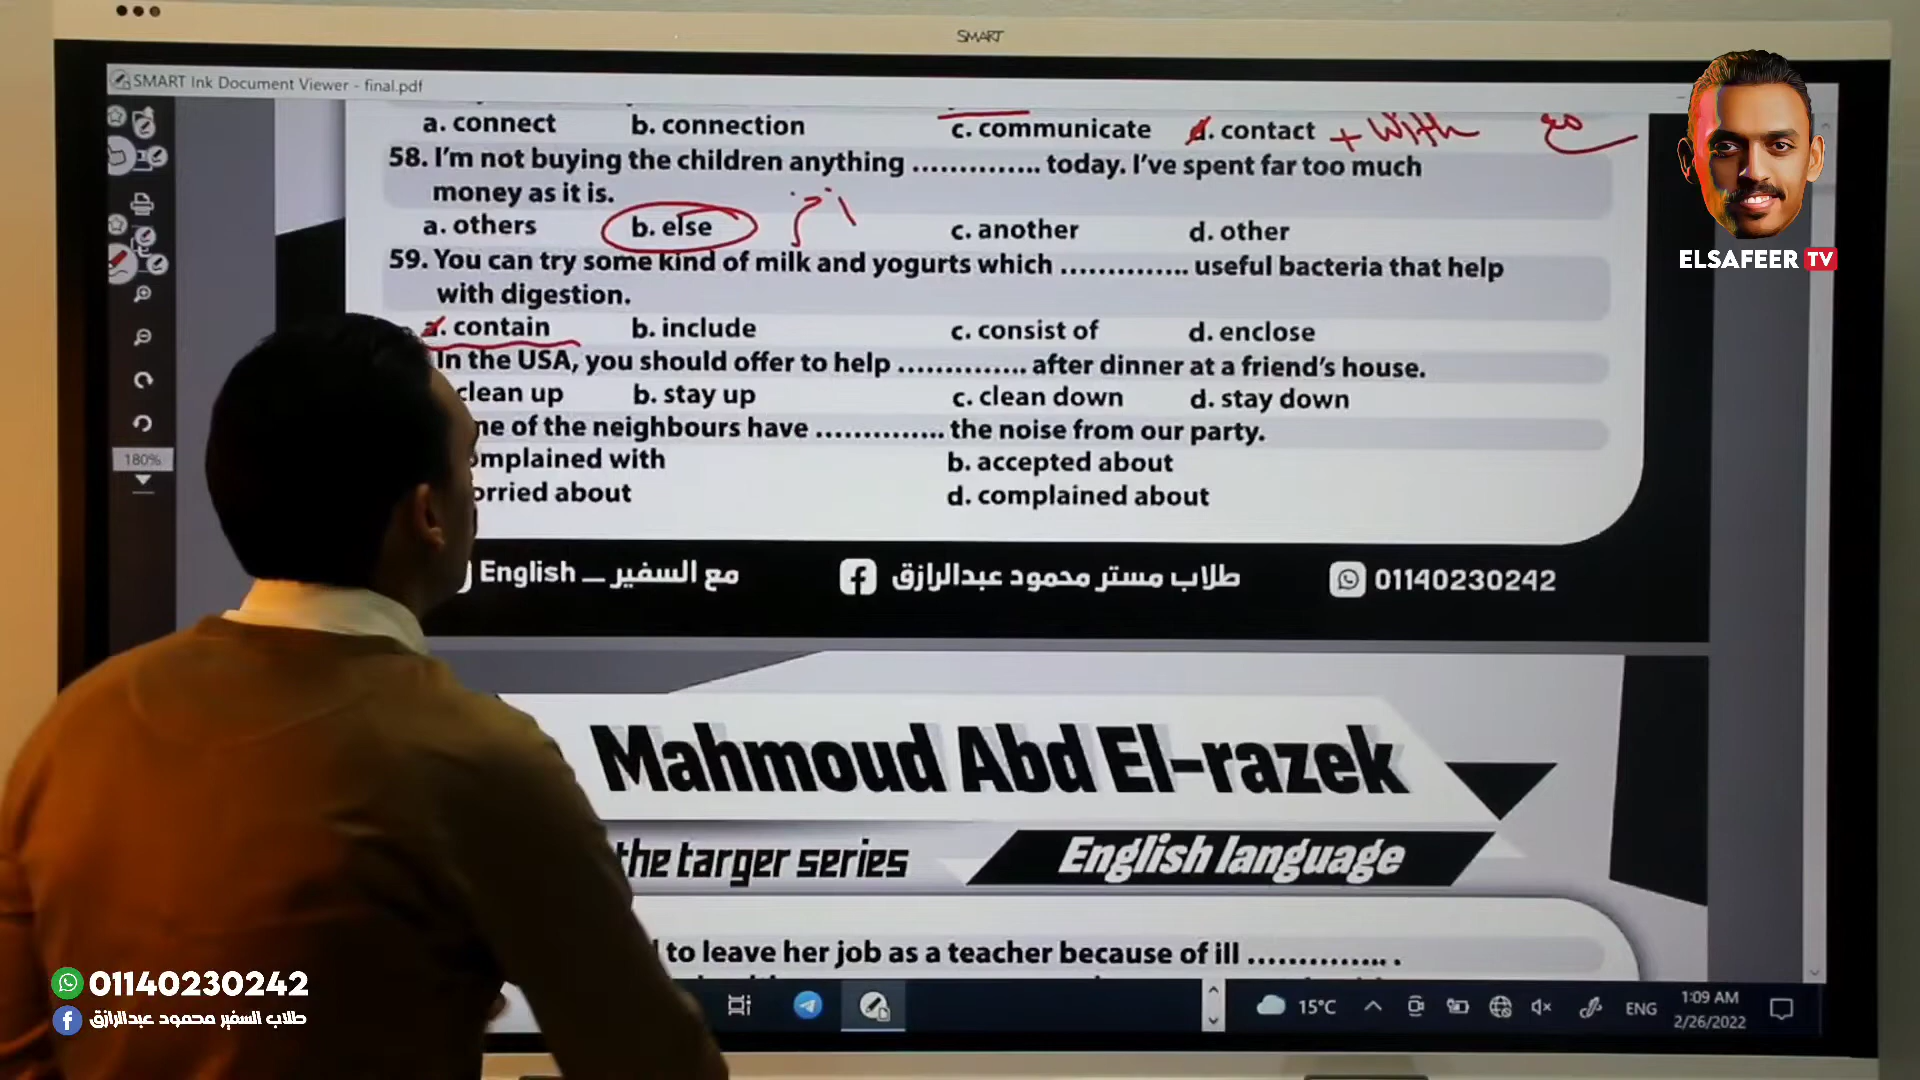 SMART
SMART Ink Document Viewer - final.pdf
a. connect b. connection c. communicate d. contact + With
58. I'm not buying the children anything .............. today. I've spent far too much
money as it is.
a. others b. else c. another d. other
59. You can try some kind of milk and yogurts which .............. useful bacteria that help
with digestion.
a. contain b. include c. consist of d. enclose
In the USA, you should offer to help .............. after dinner at a friend's house.
clean up b. stay up c. clean down d. stay down
of the neighbours have .............. the noise from our party.
with b. accepted about
about d. complained about
180%
English – مع السفير
طلاب مستر محمود عبدالرازق
01140230242
Mahmoud Abd El-razek
the targer series
English language
to leave her job as a teacher because of ill .............. .
ELSAFEER TV
01140230242
طلاب السفير محمود عبدالرازق
15°C
ENG
1:09 AM
2/26/2022